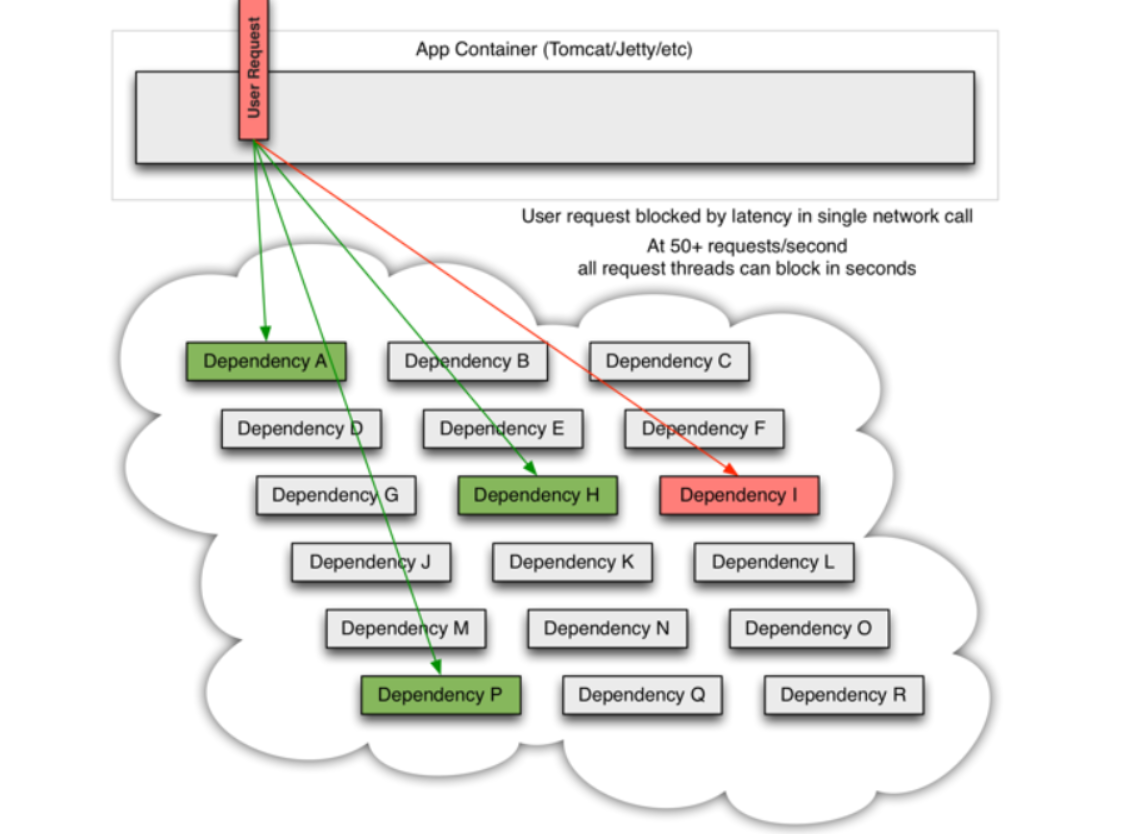 User Request
App Container (Tomcat/Jetty/etc)
User request blocked by latency in single network call
At 50+ requests/second
all request threads can block in seconds
Dependency A
Dependency B
Dependency C
Dependency D
Dependency E
Dependency F
Dependency G
Dependency H
Dependency I
Dependency J
Dependency K
Dependency L
Dependency M
Dependency N
Dependency O
Dependency P
Dependency Q
Dependency R